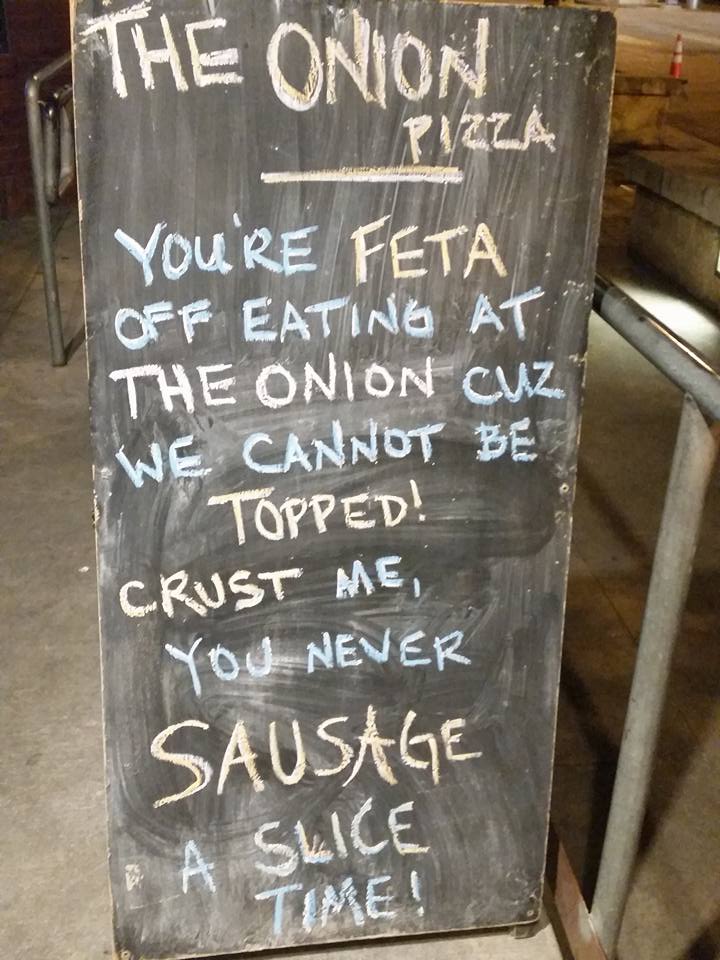 THE ONION
PIZZA
YOU'RE FETA
OFF EATING AT
THE ONION CUZ
WE CANNOT BE
TOPPED!
CRUST ME,
YOU NEVER
SAUSAGE
A SLICE
TIME!